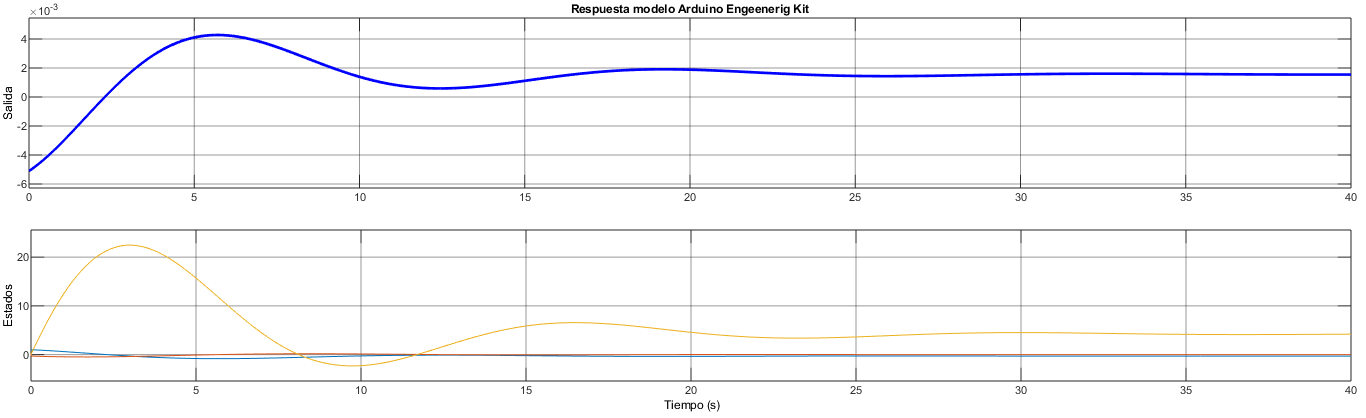 Respuesta modelo Arduino Engeenerig Kit
×10-3
4
2
0
-2
-4
-6
Salida
0 5 10 15 20 25 30 35 40
20
10
0
Estados
0 5 10 15 20 25 30 35 40
Tiempo (s)